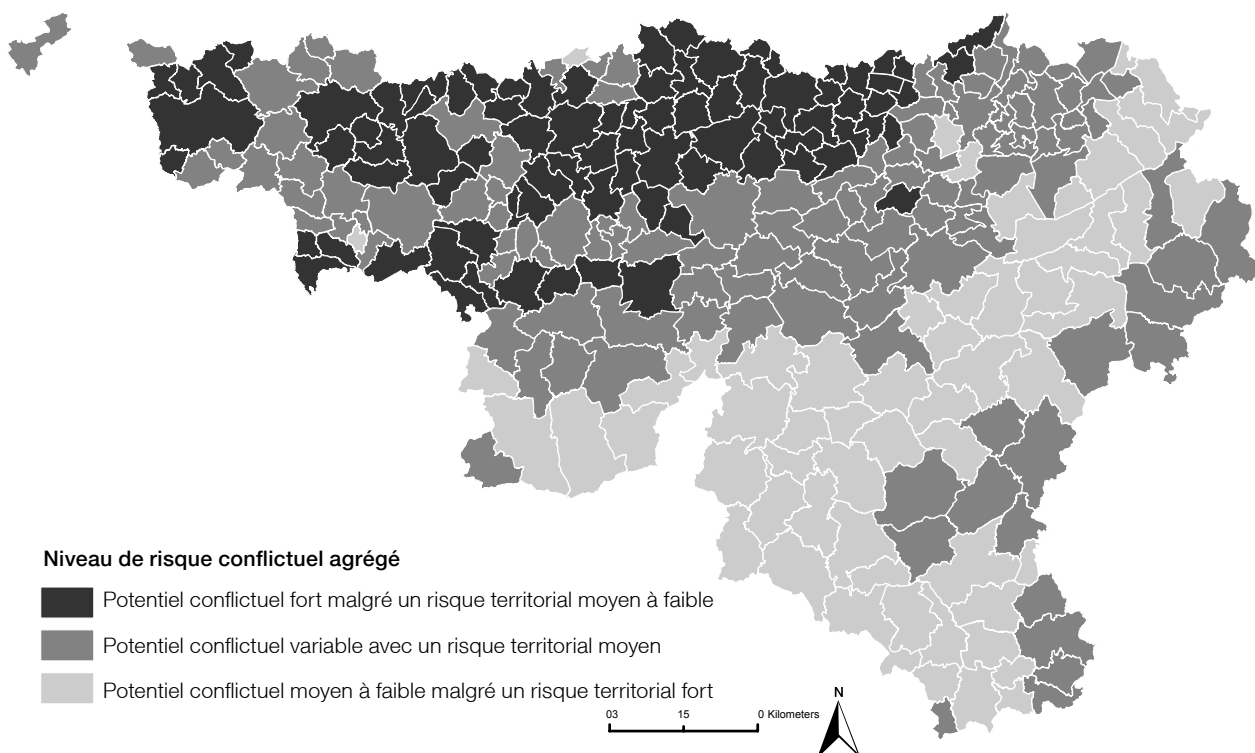 Niveau de risque conflictuel agrégé
Potentiel conflictuel fort malgré un risque territorial moyen à faible
Potentiel conflictuel variable avec un risque territorial moyen
Potentiel conflictuel moyen à faible malgré un risque territorial fort
03 15 0 Kilometers
N